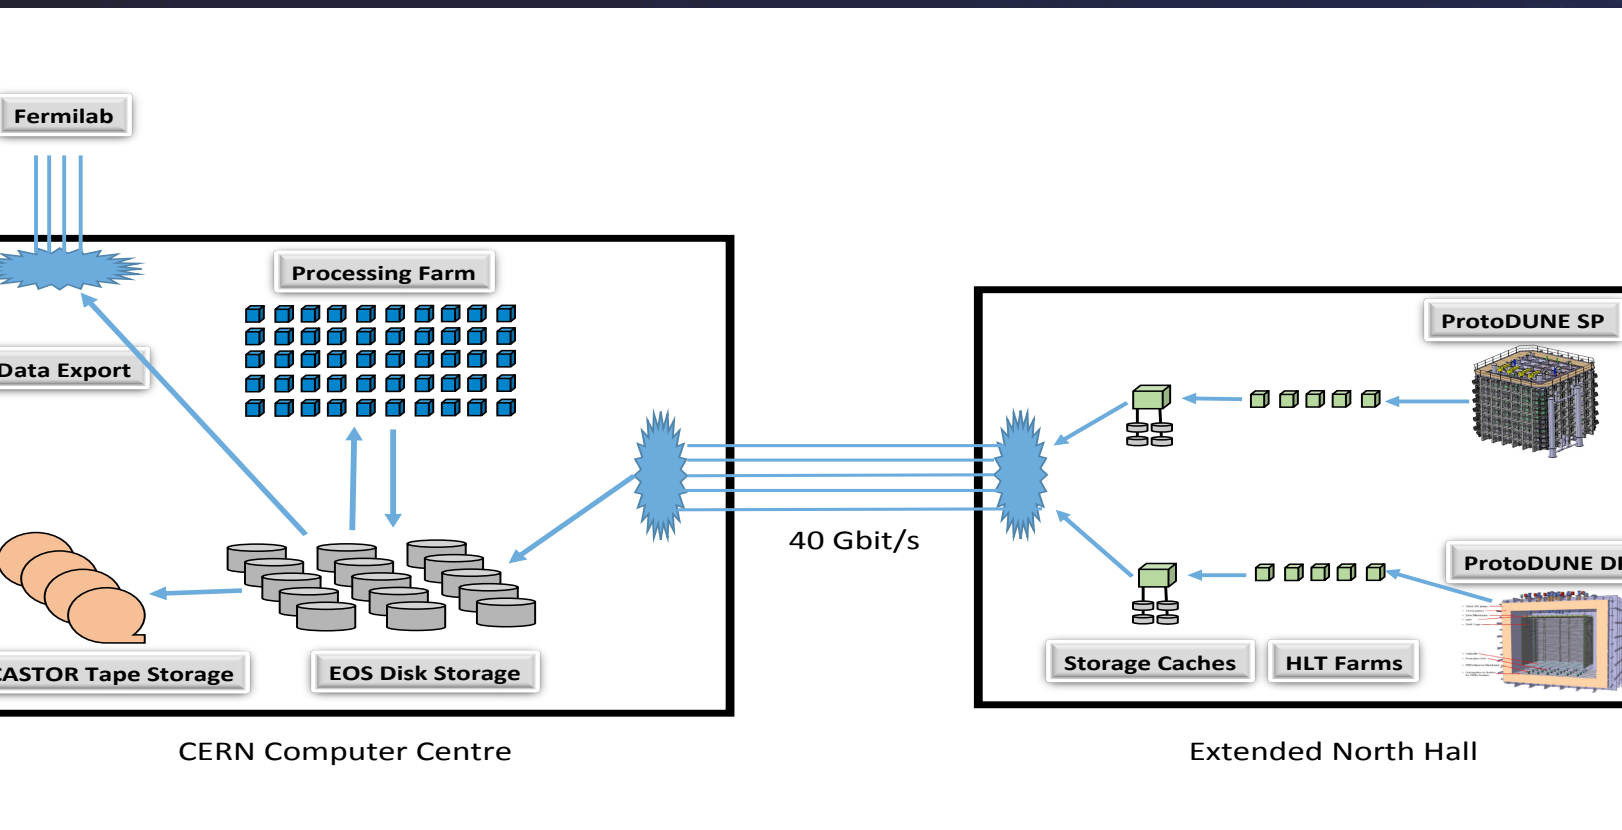 Fermilab
Processing Farm
ProtoDUNE SP
Data Export
40 Gbit/s
ProtoDUNE D
Storage Caches
HLT Farms
CASTOR Tape Storage
EOS Disk Storage
CERN Computer Centre
Extended North Hall